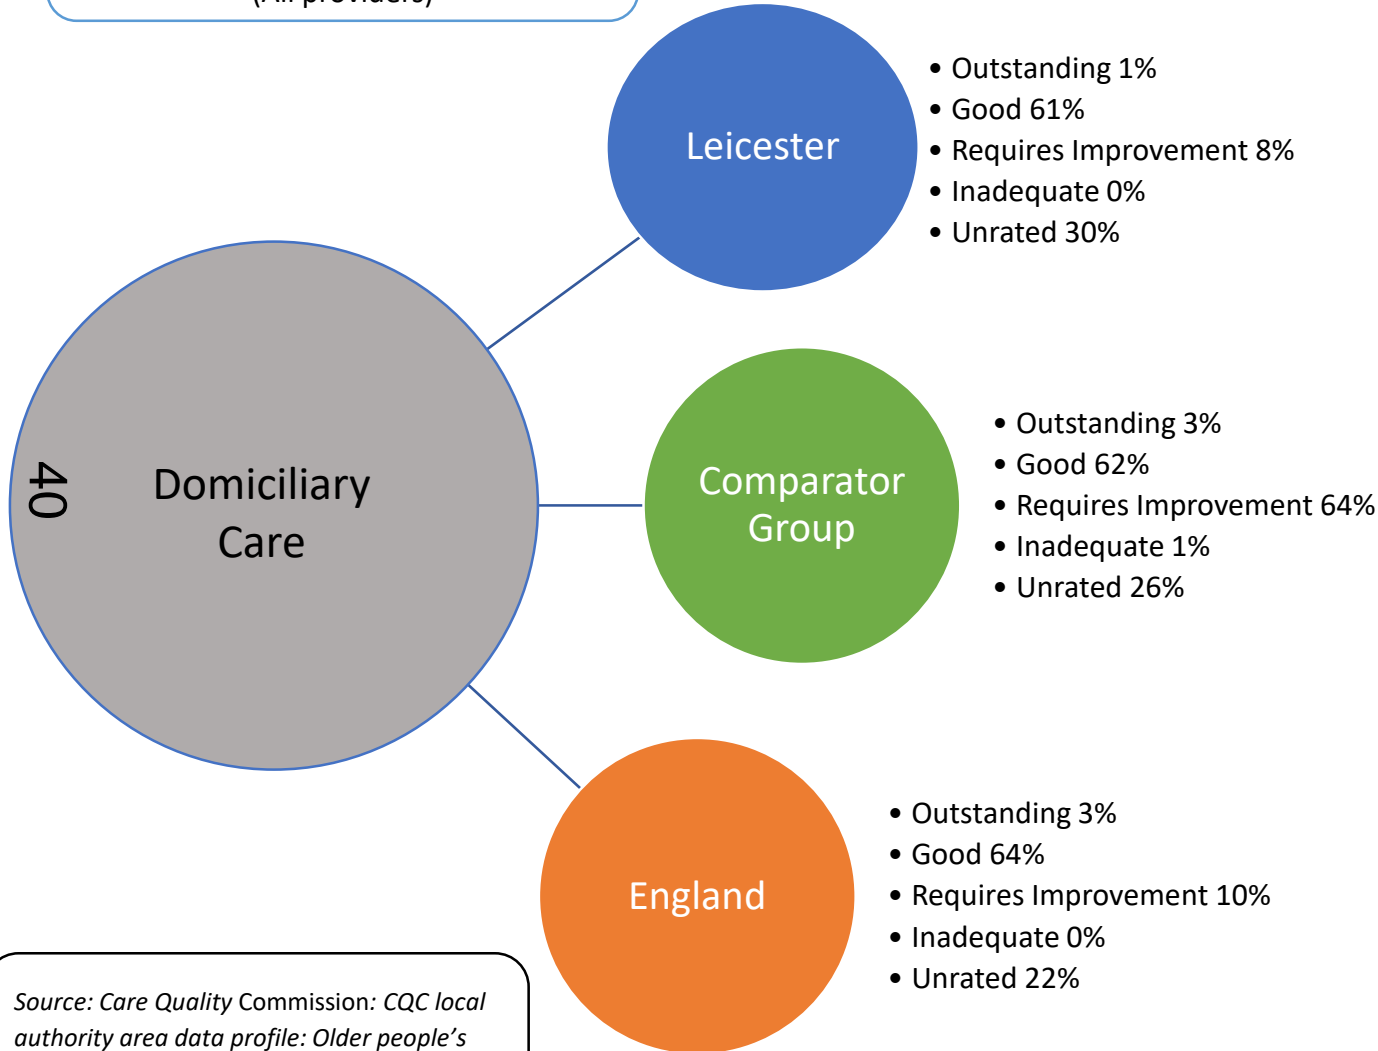 (All providers)
Leicester
• Outstanding 1%
• Good 61%
• Requires Improvement 8%
• Inadequate 0%
• Unrated 30%
40
Domiciliary
Care
Comparator
Group
• Outstanding 3%
• Good 62%
• Requires Improvement 64%
• Inadequate 1%
• Unrated 26%
England
• Outstanding 3%
• Good 64%
• Requires Improvement 10%
• Inadequate 0%
• Unrated 22%
Source: Care Quality Commission: CQC local
authority area data profile: Older people’s